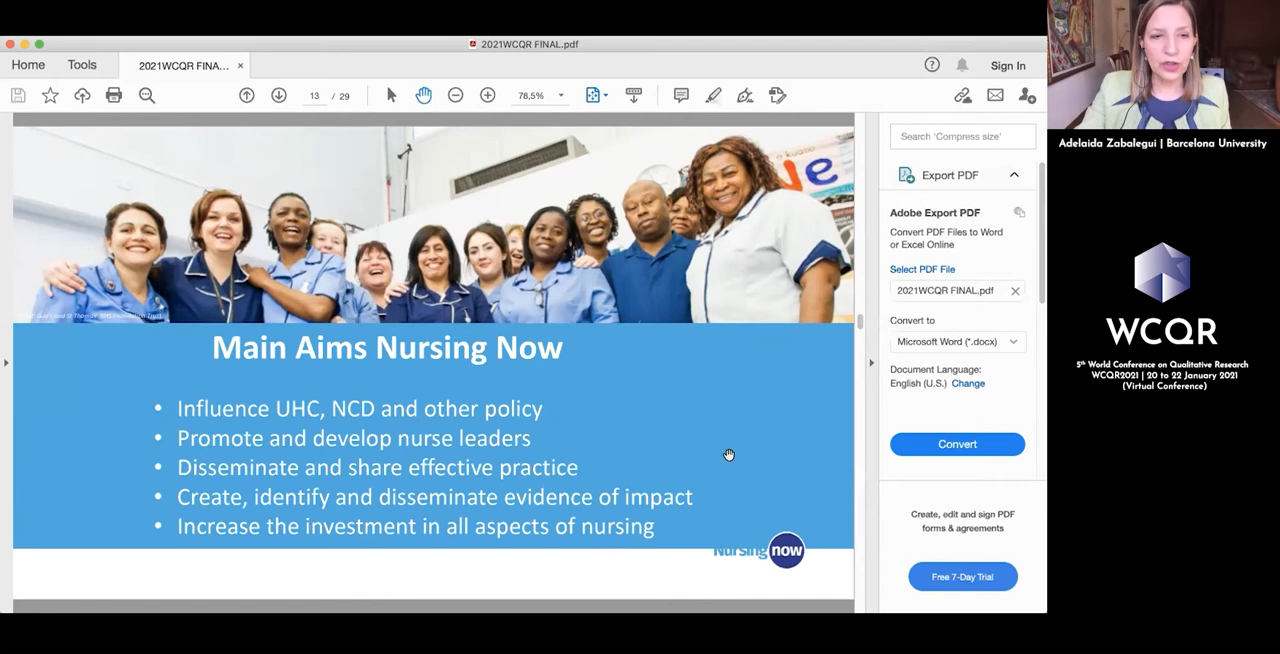 2021WCQR FINAL.pdf
Home
Tools
2021WCQR FINA... ×
Sign In
13 / 29
78,5%
Adelaida Zabalegui | Barcelona University
Search 'Compress size'
Export PDF
Adobe Export PDF
Convert PDF Files to Word
or Excel Online
Select PDF File
2021WCQR FINAL.pdf
Convert to
Microsoft Word (*.docx)
Document Language:
English (U.S.) Change
Convert
Create, edit and sign PDF
forms & agreements
Free 7-Day Trial
Main Aims Nursing Now
• Influence UHC, NCD and other policy
• Promote and develop nurse leaders
• Disseminate and share effective practice
• Create, identify and disseminate evidence of impact
• Increase the investment in all aspects of nursing
Nursing now
WCQR
5th World Conference on Qualitative Research
WCQR2021 | 20 to 22 January 2021
(Virtual Conference)